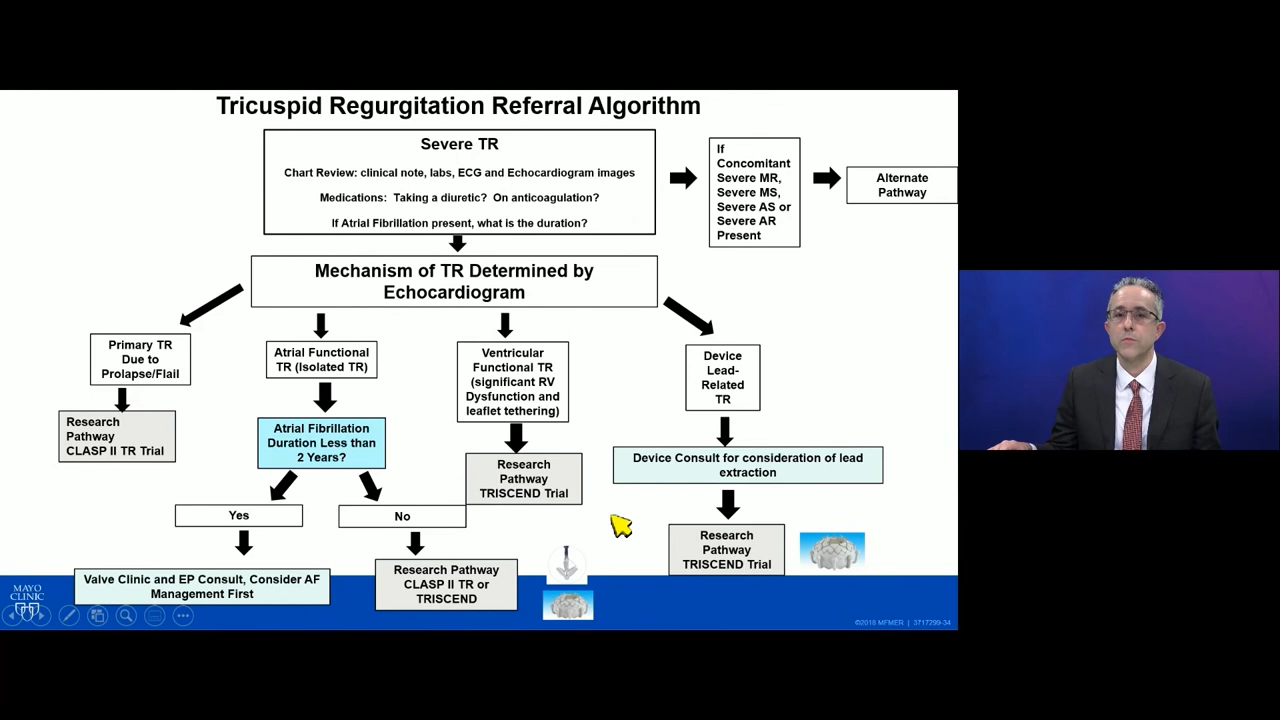 Tricuspid Regurgitation Referral Algorithm
Severe TR
Chart Review: clinical note, labs, ECG and Echocardiogram images
Medications: Taking a diuretic? On anticoagulation?
If Atrial Fibrillation present, what is the duration?
If
Concomitant
Severe MR,
Severe MS,
Severe AS or
Severe AR
Present
Alternate
Pathway
Mechanism of TR Determined by
Echocardiogram
Primary TR
Due to
Prolapse/Flail
Research
Pathway
CLASP II TR Trial
Atrial Functional
TR (Isolated TR)
Atrial Fibrillation
Duration Less than
2 Years?
Yes
No
Valve Clinic and EP Consult, Consider AF
Management First
Research Pathway
CLASP II TR or
TRISCEND
Ventricular
Functional TR
(significant RV
Dysfunction and
leaflet tethering)
Research
Pathway
TRISCEND Trial
Device
Lead-
Related
TR
Device Consult for consideration of lead
extraction
Research
Pathway
TRISCEND Trial
MAYO
CLINIC
©2018 MFMER | 3717299-34